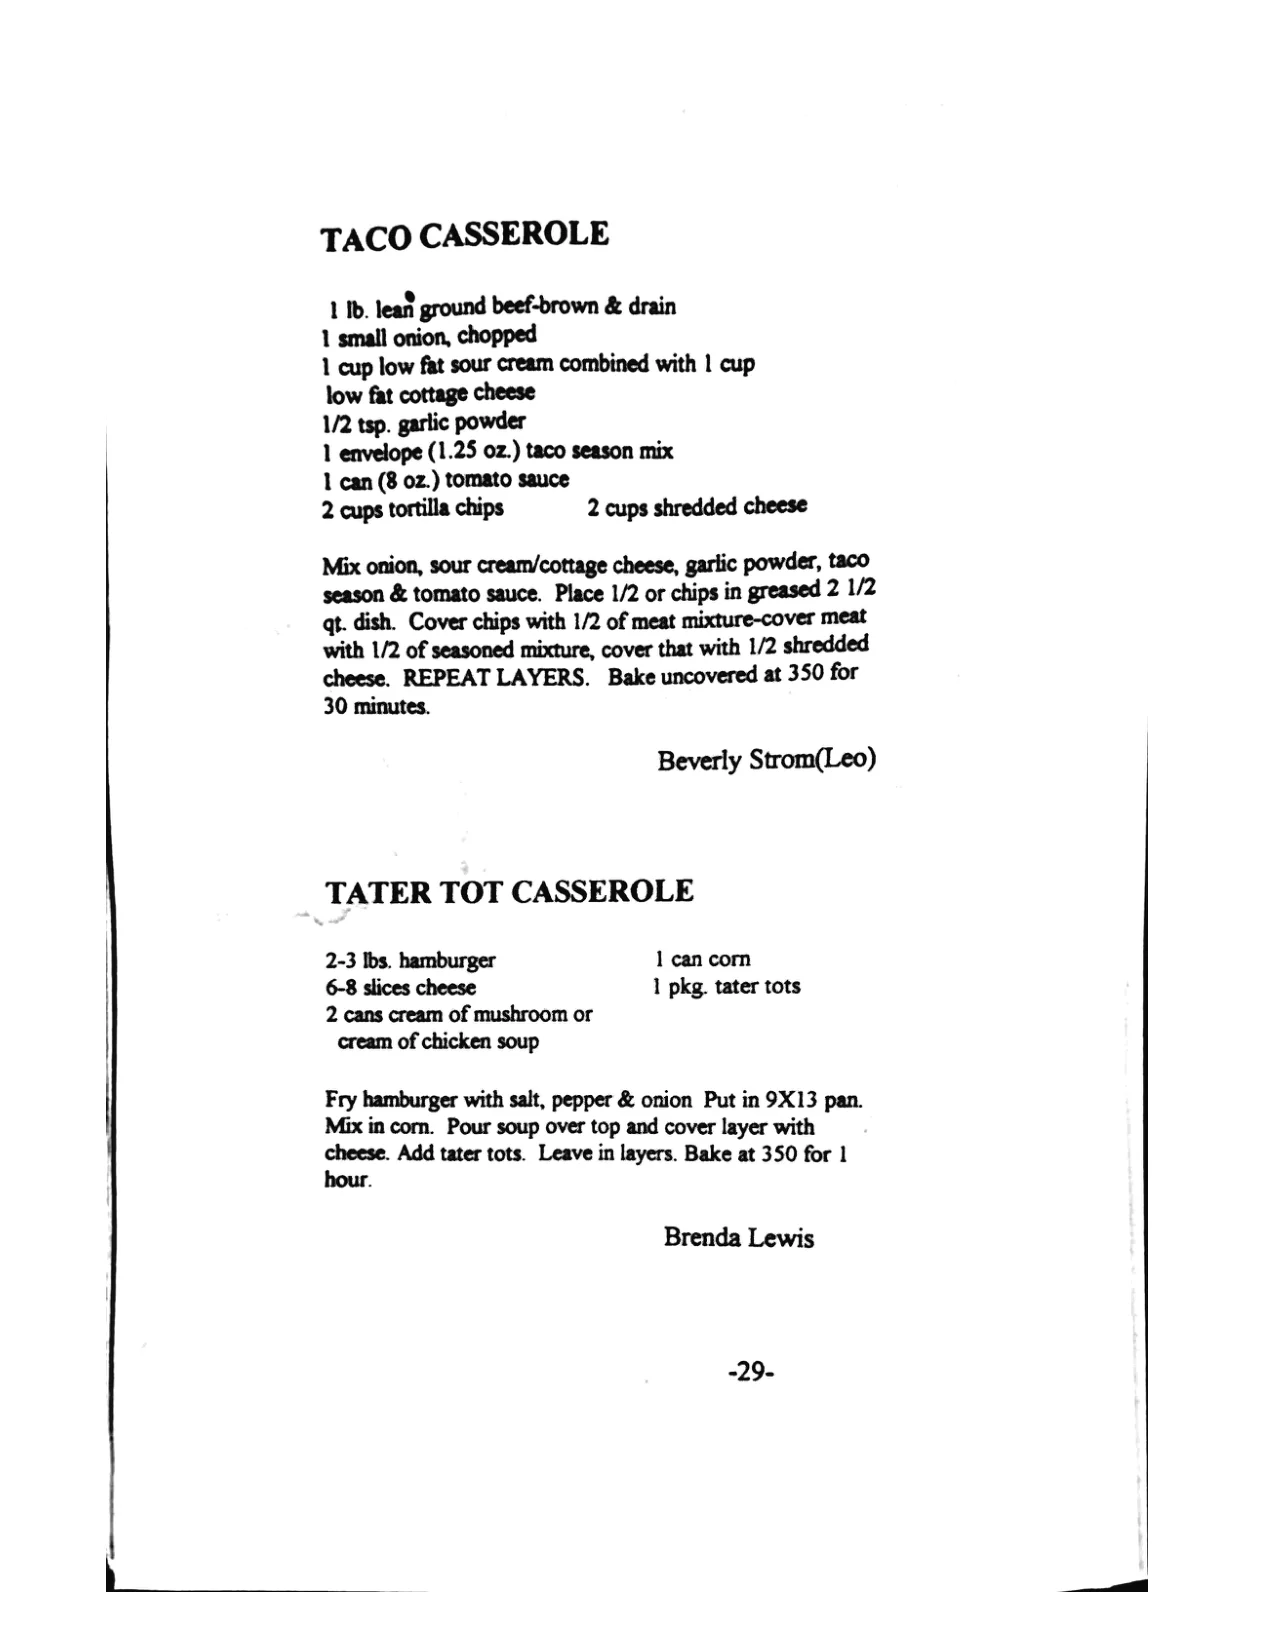 TACO CASSEROLE
1 lb. lean ground beef-brown & drain
1 small onion, chopped
1 cup low fat sour cream combined with 1 cup
low fat cottage cheese
1/2 tsp. garlic powder
1 envelope (1.25 oz.) taco season mix
1 can (8 oz.) tomato sauce
2 cups tortilla chips 2 cups shredded cheese
Mix onion, sour cream/cottage cheese, garlic powder, taco
season & tomato sauce. Place 1/2 or chips in greased 2 1/2
qt. dish. Cover chips with 1/2 of meat mixture-cover meat
with 1/2 of seasoned mixture, cover that with 1/2 shredded
cheese. REPEAT LAYERS. Bake uncovered at 350 for
30 minutes.
Beverly Strom(Leo)
TATER TOT CASSEROLE
2-3 lbs. hamburger 1 can corn
6-8 slices cheese 1 pkg. tater tots
2 cans cream of mushroom or
cream of chicken soup
Fry hamburger with salt, pepper & onion Put in 9X13 pan.
Mix in corn. Pour soup over top and cover layer with
cheese. Add tater tots. Leave in layers. Bake at 350 for 1
hour.
Brenda Lewis
-29-